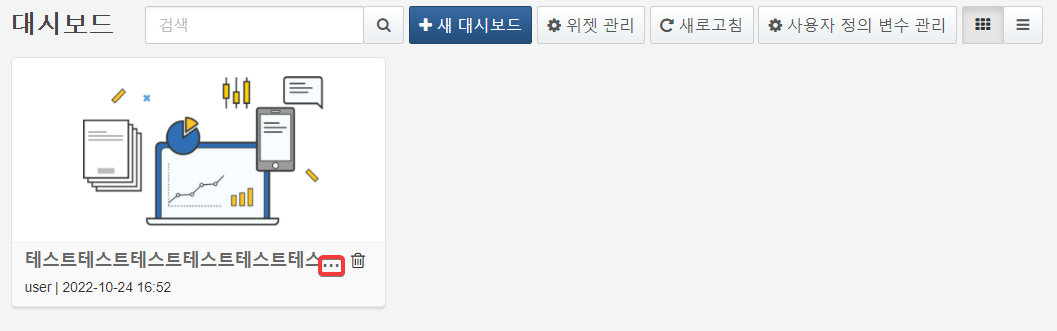 대시보드
검색
새 대시보드
위젯 관리
새로고침
사용자 정의 변수 관리
테스트테스트테스트테스트테스트테스...
user | 2022-10-24 16:52